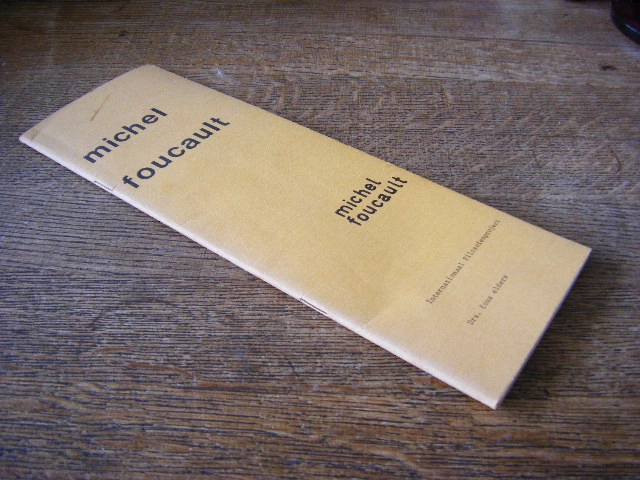 michel
foucault
michel
foucault
Internationaal Filosofenproject
Drs. fons elders